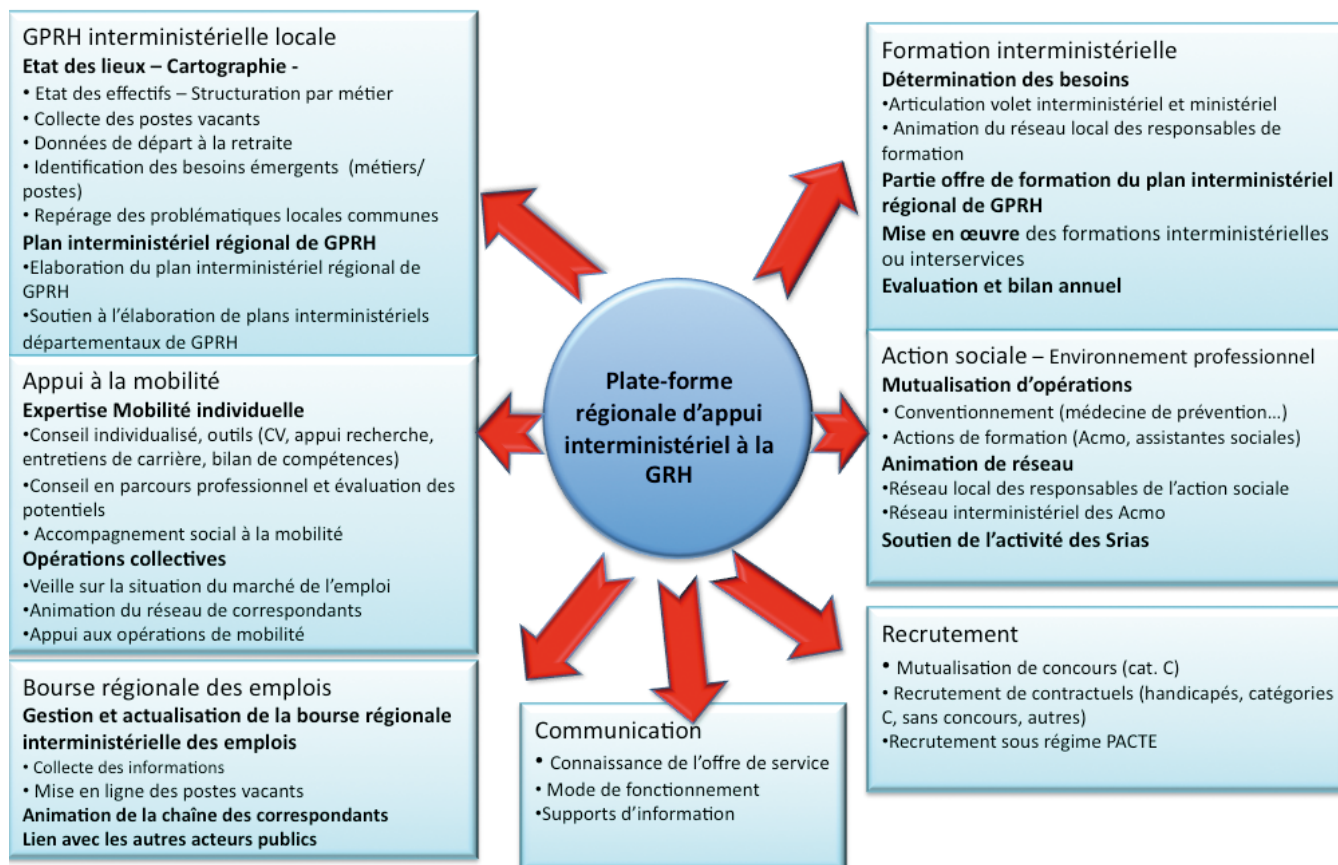 GPRH interministérielle locale
Etat des lieux – Cartographie -
• Etat des effectifs – Structuration par métier
• Collecte des postes vacants
• Données de départ à la retraite
• Identification des besoins émergents (métiers/
postes)
• Repérage des problématiques locales communes
Plan interministériel régional de GPRH
•Elaboration du plan interministériel régional de
GPRH
•Soutien à l'élaboration de plans interministériels
départementaux de GPRH
Appui à la mobilité
Expertise Mobilité individuelle
•Conseil individualisé, outils (CV, appui recherche,
entretiens de carrière, bilan de compétences)
•Conseil en parcours professionnel et évaluation des
potentiels
• Accompagnement social à la mobilité
Opérations collectives
•Veille sur la situation du marché de l'emploi
•Animation du réseau de correspondants
•Appui aux opérations de mobilité
Bourse régionale des emplois
Gestion et actualisation de la bourse régionale
interministérielle des emplois
• Collecte des informations
• Mise en ligne des postes vacants
Animation de la chaîne des correspondants
Lien avec les autres acteurs publics
Plate-forme
régionale d'appui
interministériel à la
GRH
Communication
• Connaissance de l'offre de service
• Mode de fonctionnement
•Supports d'information
Formation interministérielle
Détermination des besoins
•Articulation volet interministériel et ministériel
• Animation du réseau local des responsables de
formation
Partie offre de formation du plan interministériel
régional de GPRH
Mise en œuvre des formations interministérielles
ou interservices
Evaluation et bilan annuel
Action sociale – Environnement professionnel
Mutualisation d'opérations
• Conventionnement (médecine de prévention...)
• Actions de formation (Acmo, assistantes sociales)
Animation de réseau
•Réseau local des responsables de l'action sociale
•Réseau interministériel des Acmo
Soutien de l'activité des Srias
Recrutement
• Mutualisation de concours (cat. C)
• Recrutement de contractuels (handicapés, catégories
C, sans concours, autres)
•Recrutement sous régime PACTE